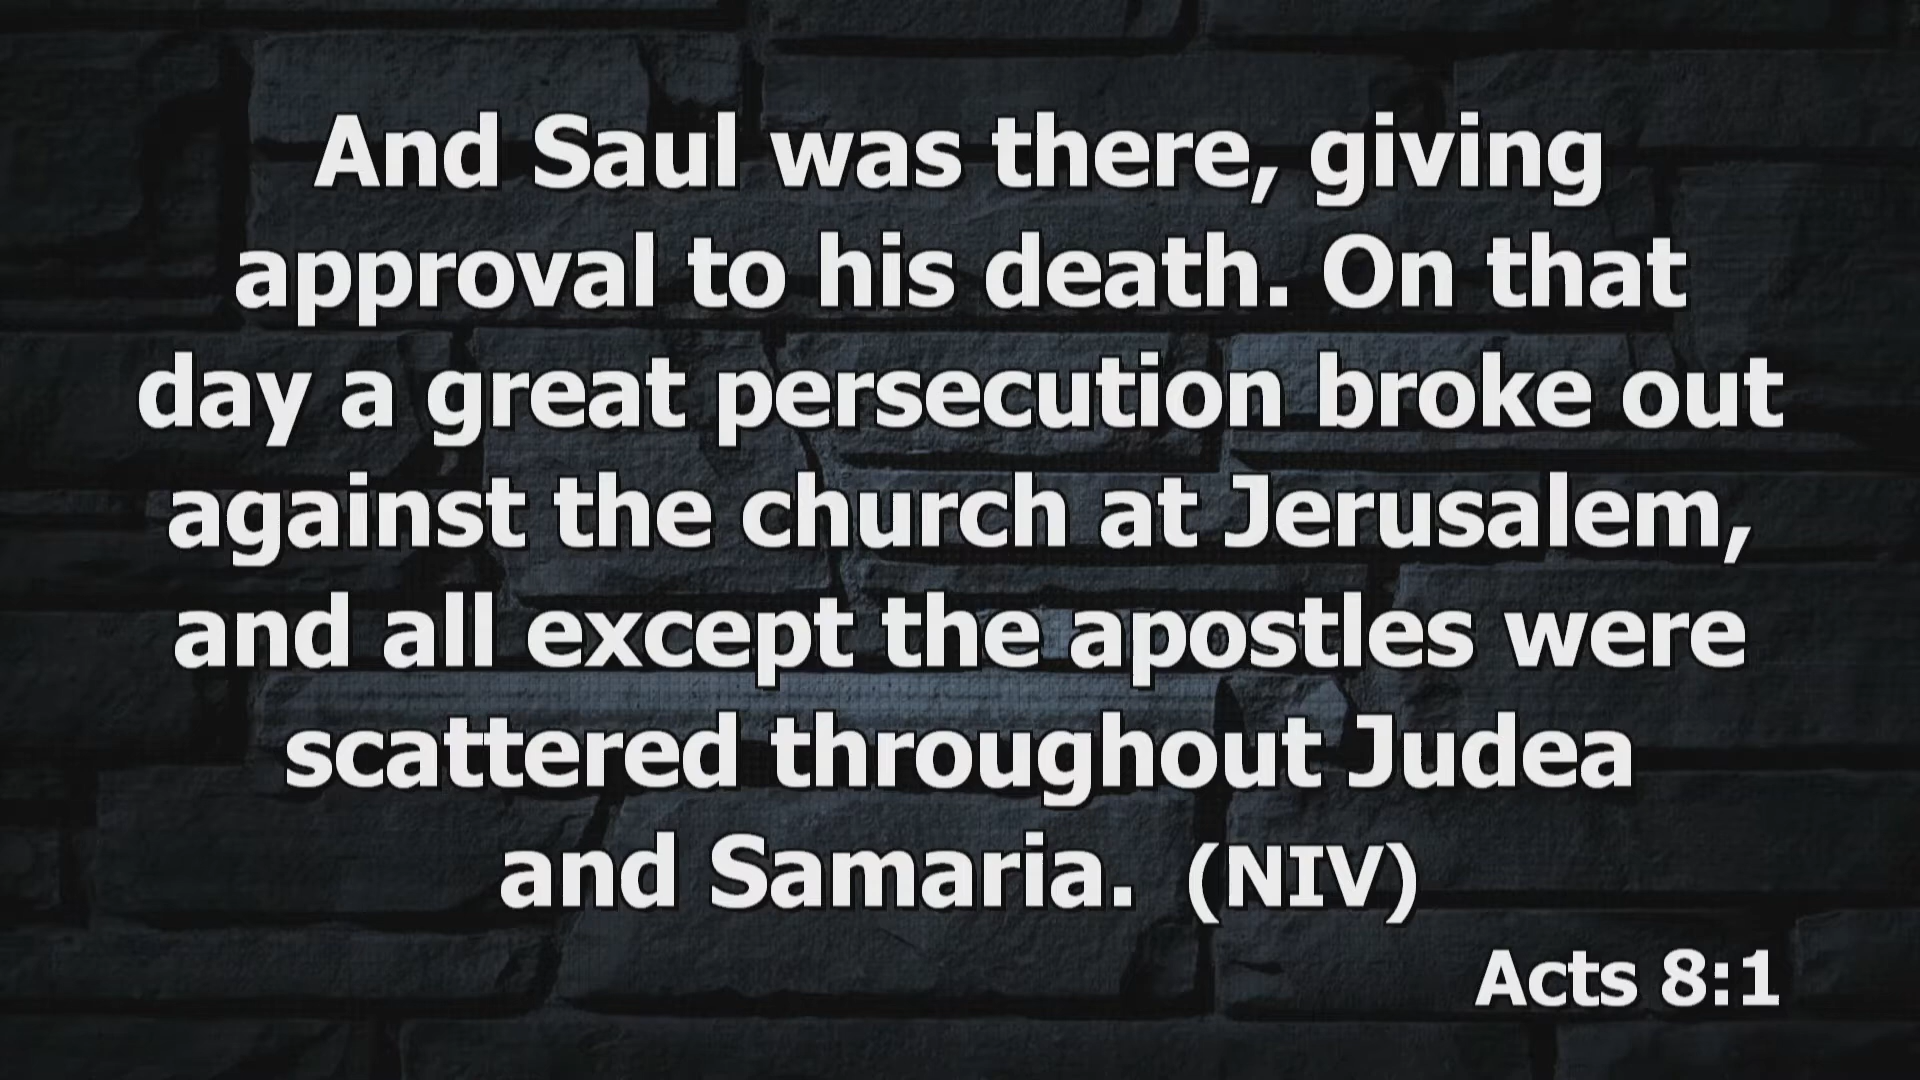 And Saul was there, giving
approval to his death. On that
day a great persecution broke out
against the church at Jerusalem,
and all except the apostles were
scattered throughout Judea
and Samaria.  (NIV)
Acts 8:1